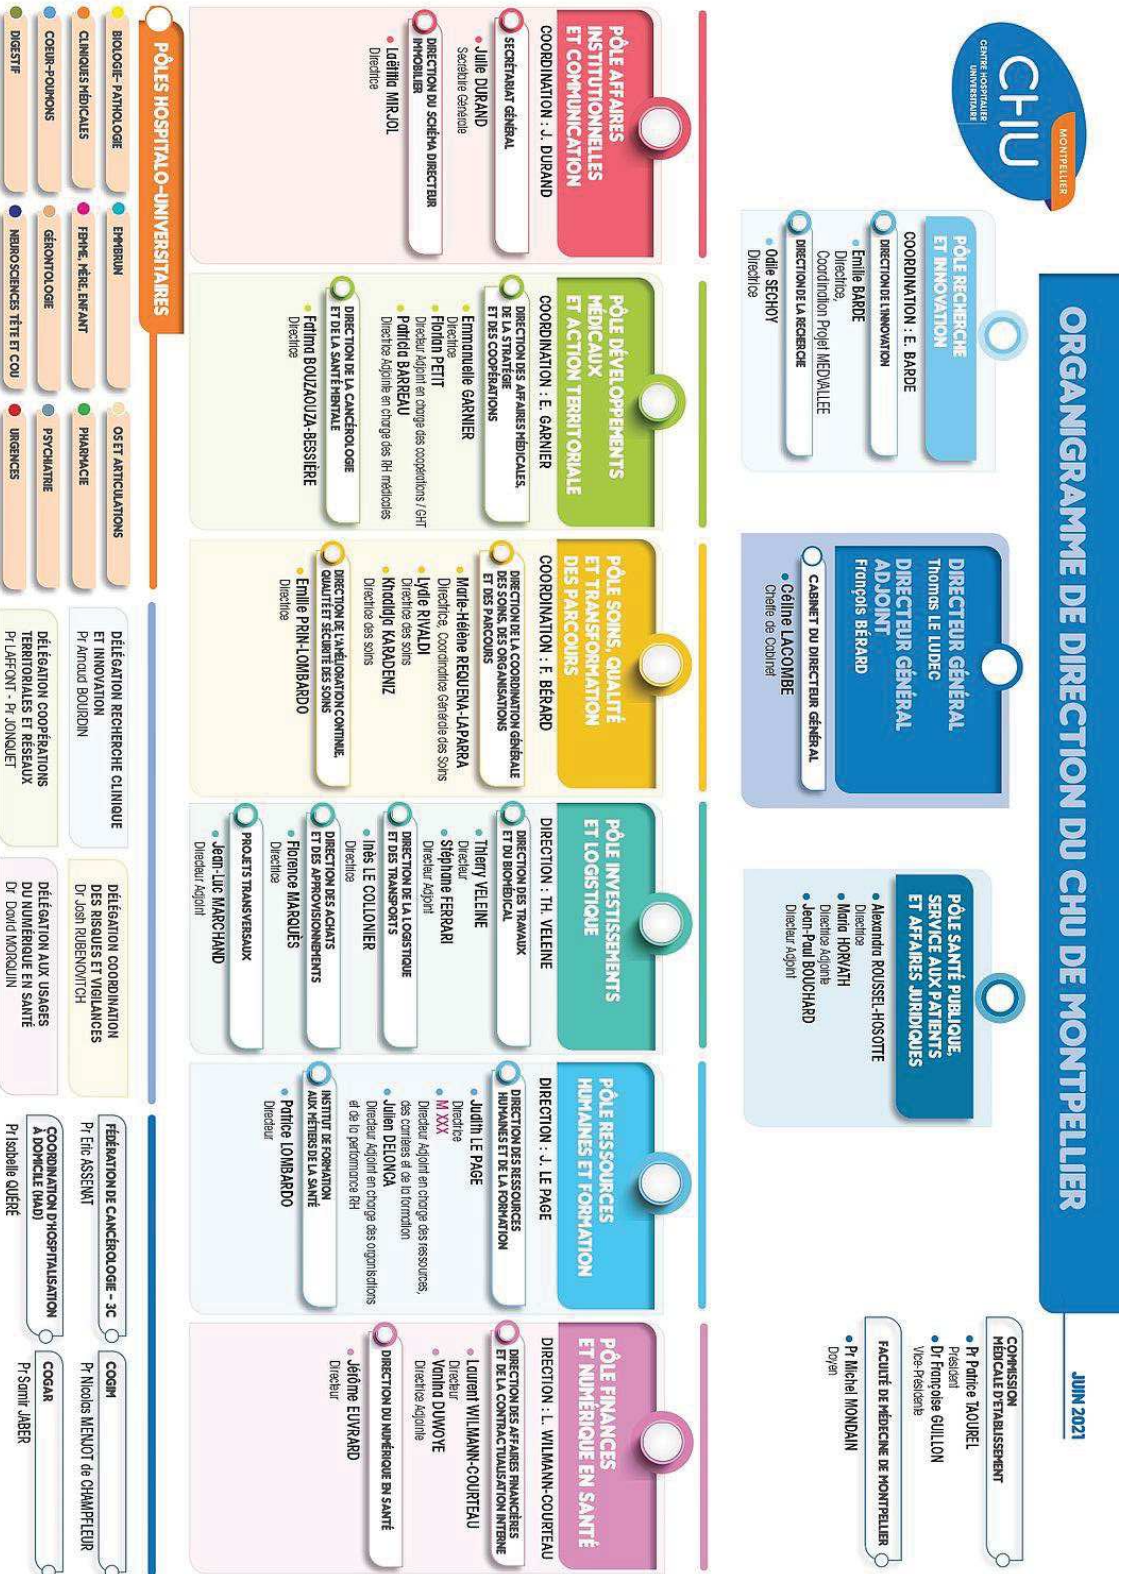 ORGANIGRAMME DE DIRECTION DU CHU DE MONTPELLIER
JUIN 2021
MONTPELLIER
CHU
CENTRE HOSPITALIER
UNIVERSITAIRE
PÔLE RECHERCHE
ET INNOVATION
COORDINATION : E. BARDE
DIRECTION DE L'INNOVATION
• Emilie BARDE
Directrice,
Coordination Projet MEDVALLEE
DIRECTION DE LA RECHERCHE
• Odile SECHOY
Directrice
DIRECTEUR GÉNÉRAL
Thomas LE LUDEC
DIRECTEUR GÉNÉRAL
ADJOINT
François BÉRARD
CABINET DU DIRECTEUR GÉNÉRAL
• Céline LACOMBE
Cheffe de Cabinet
PÔLE SANTÉ PUBLIQUE,
SERVICE AUX PATIENTS
ET AFFAIRES JURIDIQUES
• Alexandra ROUSSEL-HOSOTTE
Directrice
• Maria HORVATH
Directrice Adjointe
• Jean-Paul BOUCHARD
Directeur Adjoint
COMMISSION
MÉDICALE D'ETABLISSEMENT
• Pr Patrice TAOUREL
Président
• Dr Françoise GUILLON
Vice-Présidente
FACULTÉ DE MÉDECINE DE MONTPELLIER
• Pr Michel MONDAIN
Doyen
PÔLE AFFAIRES
INSTITUTIONNELLES
ET COMMUNICATION
COORDINATION : J. DURAND
SECRÉTARIAT GÉNÉRAL
• Julie DURAND
Secrétaire Générale
DIRECTION DU SCHÉMA DIRECTEUR
IMMOBILIER
• Laëtitia MIRJOL
Directrice
PÔLE DÉVELOPPEMENTS
MÉDICAUX
ET ACTION TERRITORIALE
COORDINATION : E. GARNIER
DIRECTION DES AFFAIRES MÉDICALES,
DE LA STRATÉGIE
ET DES COOPÉRATIONS
• Emmanuelle GARNIER
Directrice
• Florian PETIT
Directeur Adjoint en charge des coopérations / GHT
• Patricia BARREAU
Directrice Adjointe en charge des RH médicales
DIRECTION DE LA CANCÉROLOGIE
ET DE LA SANTÉ MENTALE
• Fatima BOUZAOUZA-BESSIÈRE
Directrice
PÔLE SOINS, QUALITÉ
ET TRANSFORMATION
DES PARCOURS
COORDINATION : F. BÉRARD
DIRECTION DE LA COORDINATION GÉNÉRALE
DES SOINS, DES ORGANISATIONS
ET DES PARCOURS
• Marie-Hélène REQUENA-LAPARRA
Directrice, Coordinatrice Générale des Soins
• Lydie RIVALDI
Directrice des soins
• Khadija KARADENIZ
Directrice des soins
DIRECTION DE L'AMÉLIORATION CONTINUE,
QUALITÉ ET SÉCURITÉ DES SOINS
• Emilie PRIN-LOMBARDO
Directrice
PÔLE INVESTISSEMENTS
ET LOGISTIQUE
DIRECTION : TH. VELEINE
DIRECTION DES TRAVAUX
ET DU BIOMÉDICAL
• Thierry VELEINE
Directeur
• Stéphane FERRARI
Directeur Adjoint
DIRECTION DE LA LOGISTIQUE
ET DES TRANSPORTS
• Inès LE COLLONIER
Directrice
DIRECTION DES ACHATS
ET DES APPROVISIONNEMENTS
• Florence MARQUÈS
Directrice
PROJETS TRANSVERSAUX
• Jean-Luc MARCHAND
Directeur Adjoint
PÔLE RESSOURCES
HUMAINES ET FORMATION
DIRECTION : J. LE PAGE
DIRECTION DES RESSOURCES
HUMAINES ET DE LA FORMATION
• Judith LE PAGE
Directrice
• M XXX
Directeur Adjoint en charge des ressources,
des carrières et de la formation
• Julien DELONCA
Directeur Adjoint en charge des organisations
et de la performance RH
INSTITUT DE FORMATION
AUX MÉTIERS DE LA SANTÉ
• Patrice LOMBARDO
Directeur
PÔLE FINANCES
ET NUMÉRIQUE EN SANTÉ
DIRECTION : L. WILMANN-COURTEAU
DIRECTION DES AFFAIRES FINANCIÈRES
ET DE LA CONTRACTUALISATION INTERNE
• Laurent WILMANN-COURTEAU
Directeur
• Vanina DUWOYE
Directrice Adjointe
DIRECTION DU NUMÉRIQUE EN SANTÉ
• Jérôme EUVRARD
Directeur
PÔLES HOSPITALO-UNIVERSITAIRES
BIOLOGIE- PATHOLOGIE
CLINIQUES MÉDICALES
COEUR-POUMONS
DIGESTIF
EMMBRUN
FEMME, MÈRE, ENFANT
GÉRONTOLOGIE
NEUROSCIENCES TÊTE ET COU
OS ET ARTICULATIONS
PHARMACIE
PSYCHIATRIE
URGENCES
DÉLÉGATION RECHERCHE CLINIQUE
ET INNOVATION
Pr Arnaud BOURDIN
DÉLÉGATION COOPÉRATIONS
TERRITORIALES ET RÉSEAUX
Pr LAFFONT - Pr JONQUET
DÉLÉGATION COORDINATION
DES RISQUES ET VIGILANCES
Dr Josh RUBENOVITCH
DÉLÉGATION AUX USAGES
DU NUMÉRIQUE EN SANTÉ
Dr David MORQUIN
FÉDÉRATION DE CANCÉROLOGIE - 3C
Pr Eric ASSENAT
COORDINATION D'HOSPITALISATION
À DOMICILE (HAD)
Pr Isabelle QUÉRÉ
COGIM
Pr Nicolas MENJOT de CHAMPFLEUR
COGAR
Pr Samir JABER